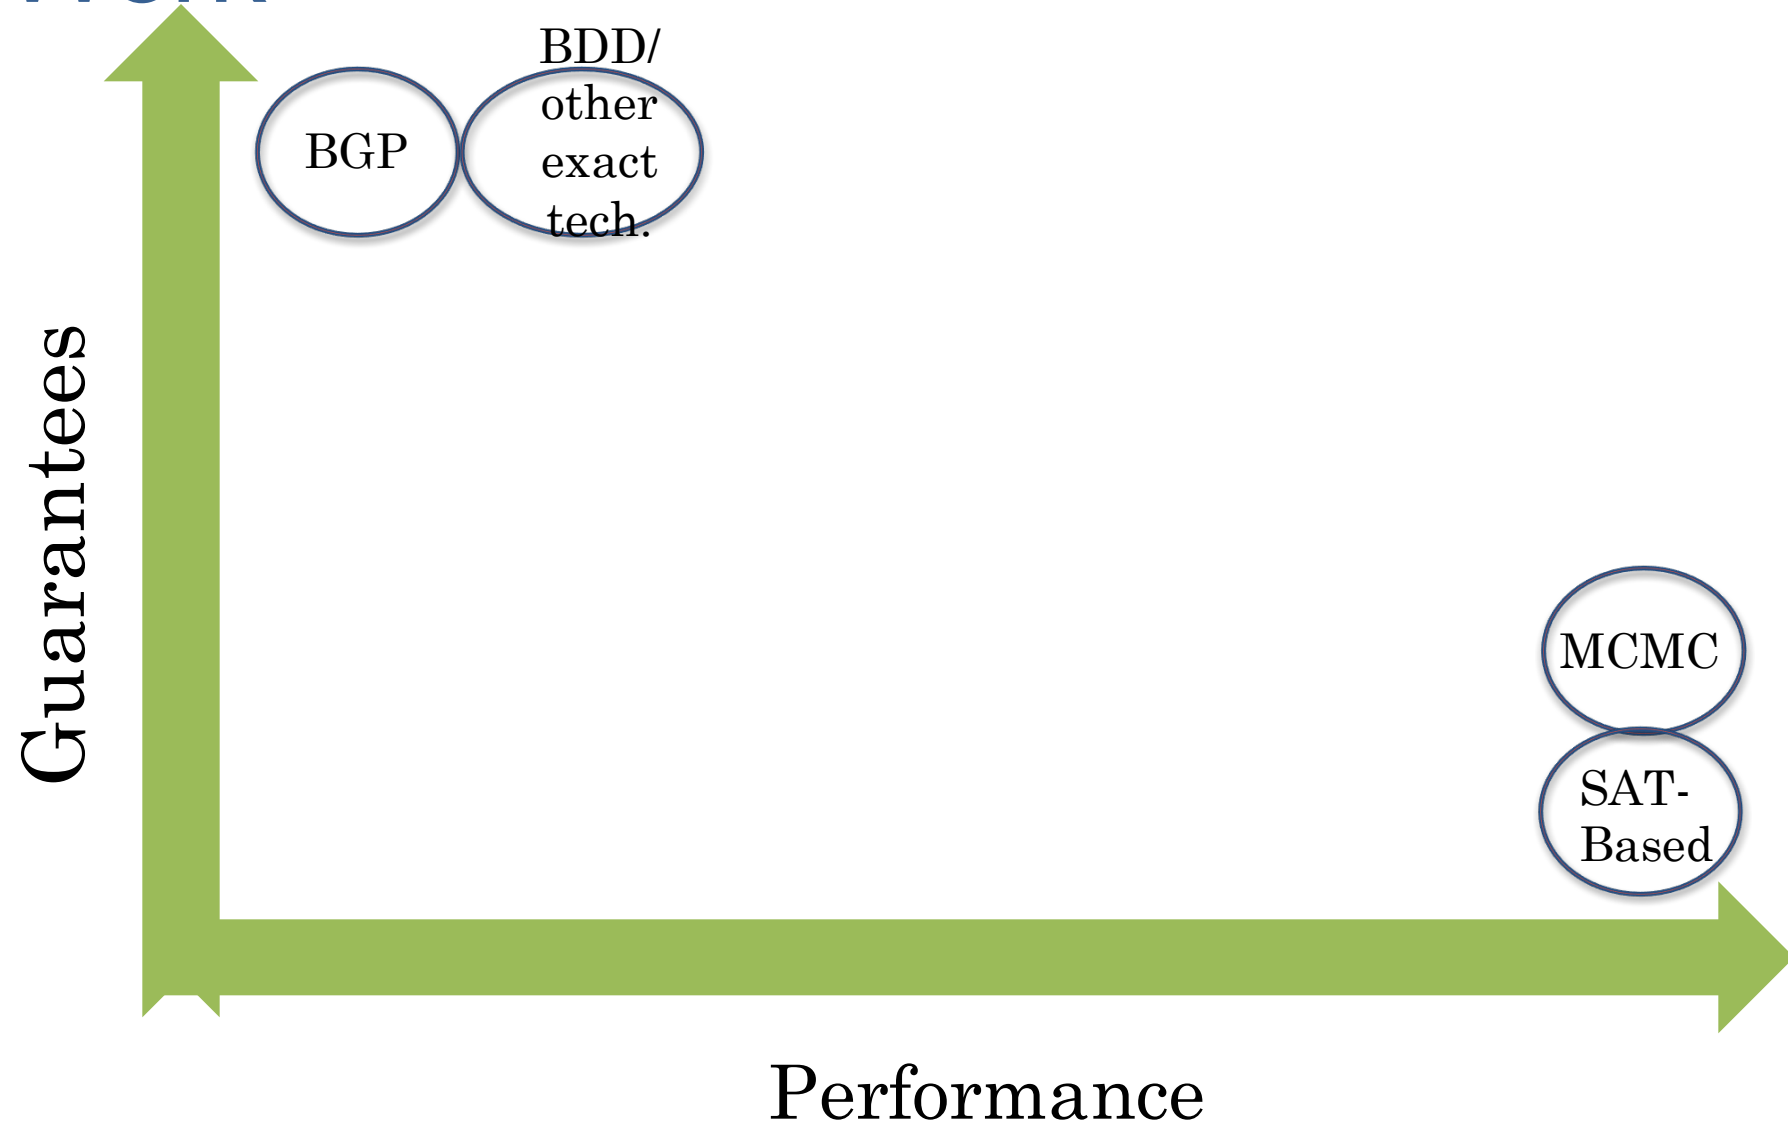 BGP
BDD/
other
exact
tech.
Guarantees
MCMC
SAT-
Based
Performance